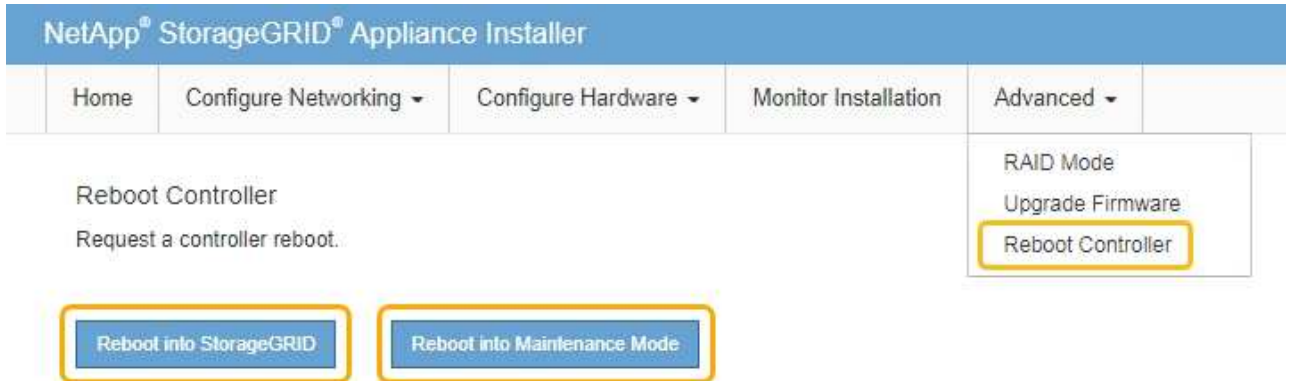 NetApp® StorageGRID® Appliance Installer
Home Configure Networking Configure Hardware Monitor Installation Advanced
RAID Mode
Upgrade Firmware
Reboot Controller
Reboot Controller
Request a controller reboot.
Reboot into StorageGRID Reboot into Maintenance Mode